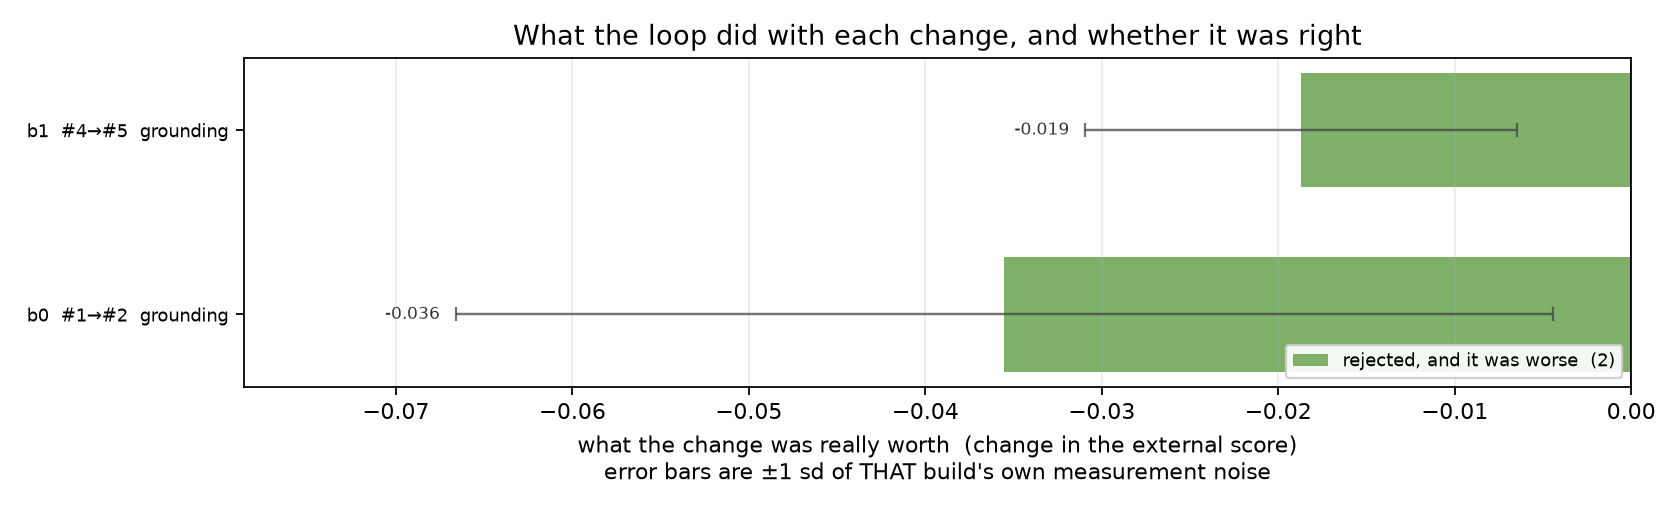 What the loop did with each change, and whether it was right
b1  #4→#5  grounding
-0.019
b0  #1→#2  grounding
-0.036
rejected, and it was worse  (2)
−0.07 −0.06 −0.05 −0.04 −0.03 −0.02 −0.01 0.00
what the change was really worth  (change in the external score)
error bars are ±1 sd of THAT build's own measurement noise